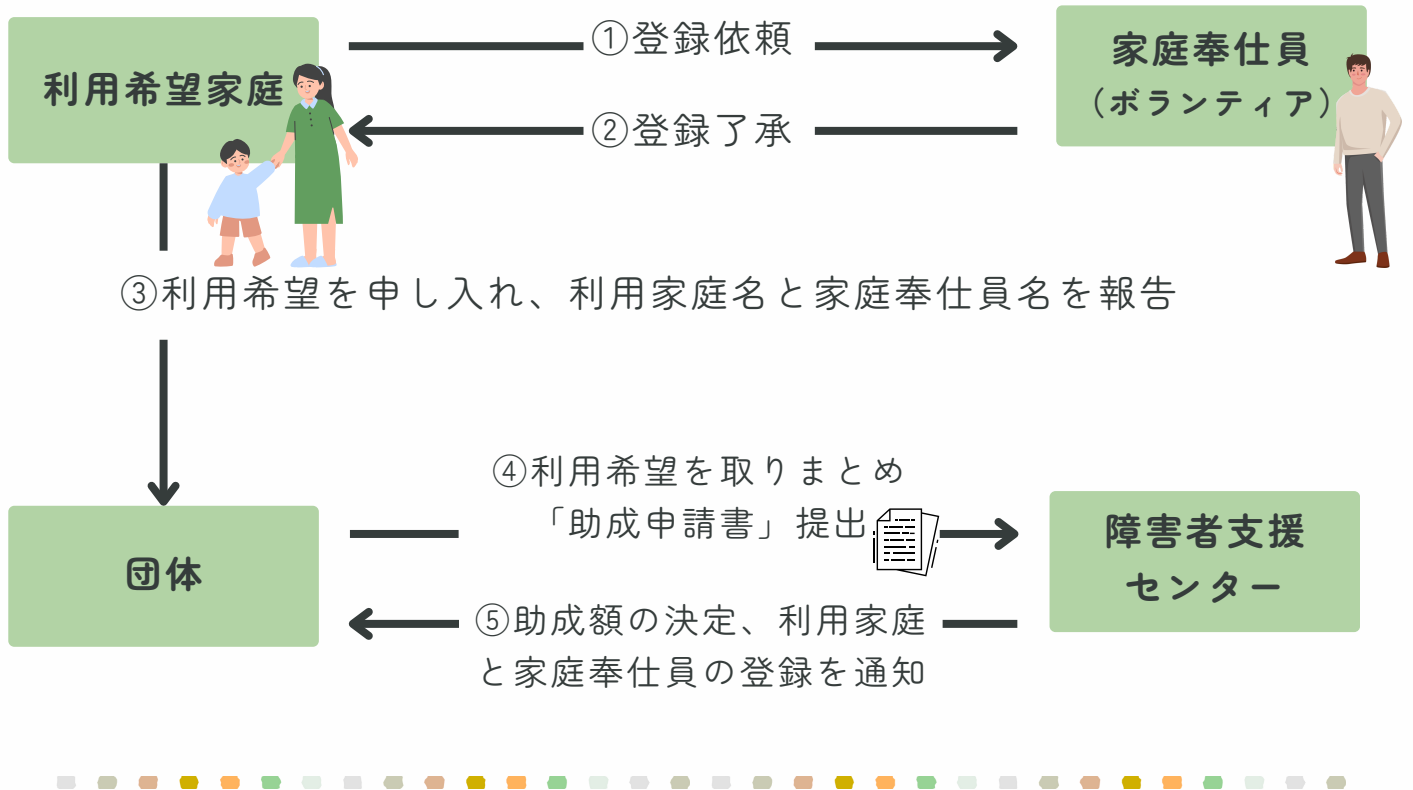 ①登録依頼
利用希望家庭
家庭奉仕員
（ボランティア）
②登録了承
③利用希望を申し入れ、利用家庭名と家庭奉仕員名を報告
④利用希望を取りまとめ
「助成申請書」提出
団体
障害者支援
センター
⑤助成額の決定、利用家庭
と家庭奉仕員の登録を通知